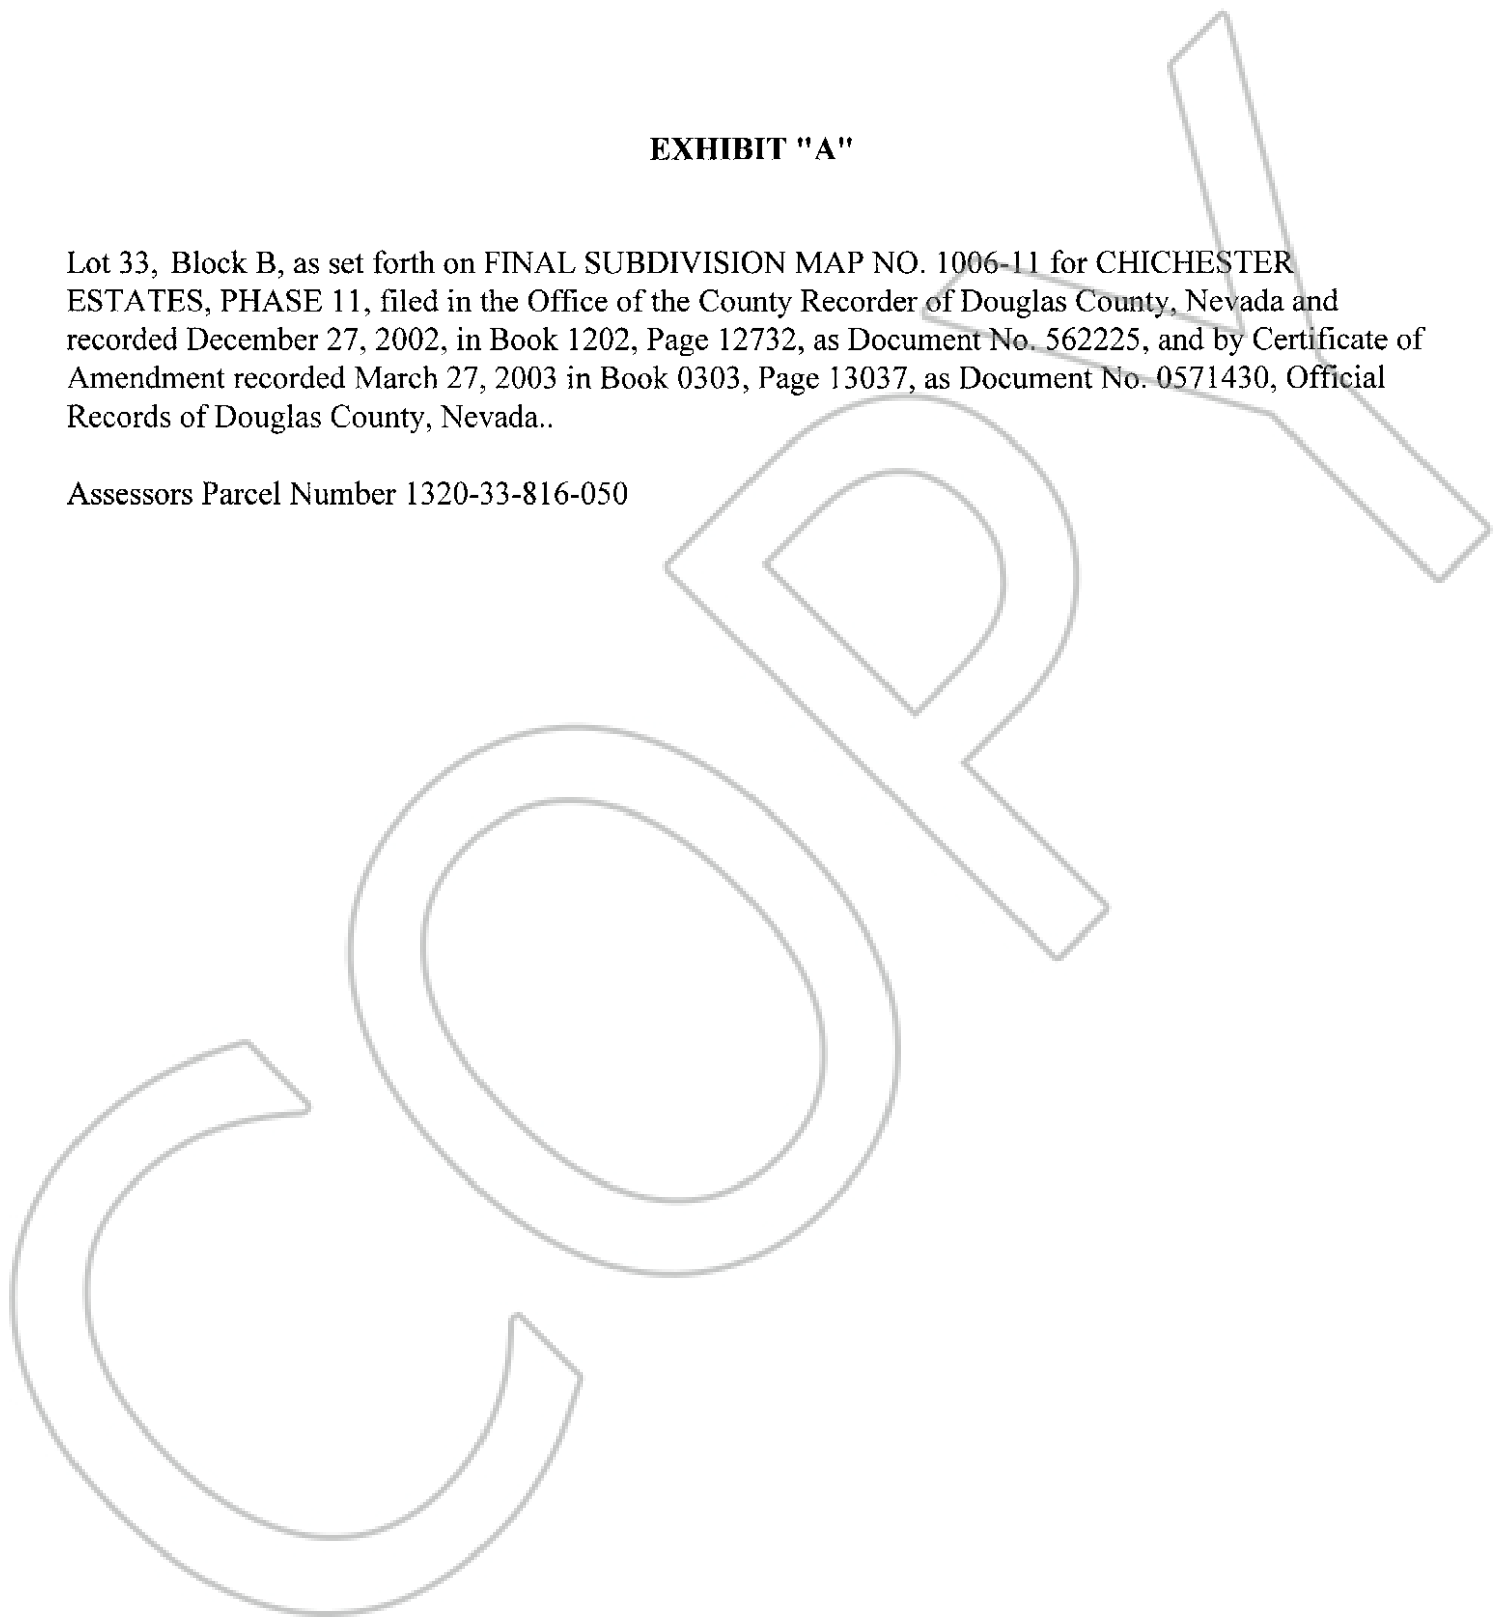 EXHIBIT "A"
Lot 33, Block B, as set forth on FINAL SUBDIVISION MAP NO. 1006-11 for CHICHESTER
ESTATES, PHASE 11, filed in the Office of the County Recorder of Douglas County, Nevada and
recorded December 27, 2002, in Book 1202, Page 12732, as Document No. 562225, and by Certificate of
Amendment recorded March 27, 2003 in Book 0303, Page 13037, as Document No. 0571430, Official
Records of Douglas County, Nevada..
Assessors Parcel Number 1320-33-816-050
COPY